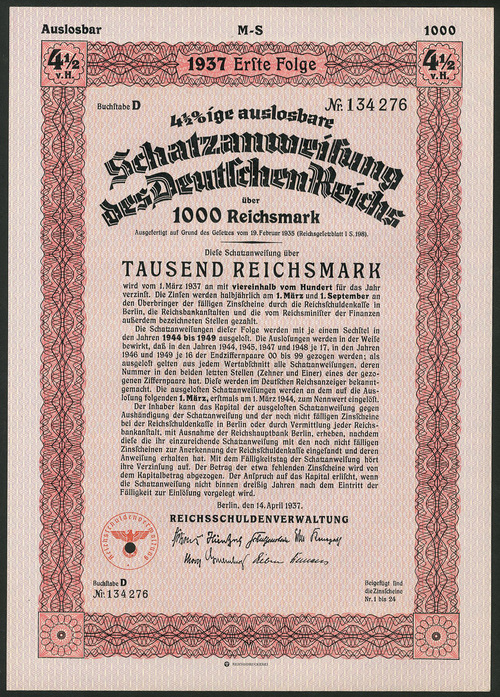 Auslosbar M-S 1000
4½ v.H. 1937 Erſte Folge 4½ v.H.
Buchſtabe D Nr. 134 276
4½%ige auslosbare
Schatzanweiſung
des Deutſchen Reichs
über
1000 Reichsmark
Ausgefertigt auf Grund des Geſetzes vom 19. Februar 1935 (Reichsgeſetzblatt I S. 198).
Dieſe Schatzanweiſung über
TAUSEND REICHSMARK
wird vom 1. März 1937 an mit viereinhalb vom Hundert für das Jahr
verzinſt. Die Zinſen werden halbjährlich am 1. März und 1. September an
den Überbringer der fälligen Zinsſcheine durch die Reichsſchuldenkaſſe in
Berlin, die Reichsbankanſtalten und die vom Reichsminiſter der Finanzen
außerdem bezeichneten Stellen gezahlt.
Die Schatzanweiſungen dieſer Folge werden mit je einem Sechſtel in
den Jahren 1944 bis 1949 ausgeloſt. Die Ausloſungen werden in der Weiſe
bewirkt, daß in den Jahren 1944, 1945, 1947 und 1948 je 17, in den Jahren
1946 und 1949 je 16 der Endziffernpaare 00 bis 99 gezogen werden; als
ausgeloſt gelten aus jedem Wertabſchnitt alle Schatzanweiſungen, deren
Nummer in den beiden letzten Stellen (Zehner und Einer) eines der gezo-
genen Ziffernpaare hat. Dieſe werden im Deutſchen Reichsanzeiger bekannt-
gemacht. Die ausgeloſten Schatzanweiſungen werden an dem auf die Aus-
loſung folgenden 1. März, erſtmals am 1. März 1944, zum Nennwert eingelöſt.
Der Inhaber kann das Kapital der ausgeloſten Schatzanweiſung gegen
Aushändigung der Schatzanweiſung und der noch nicht fälligen Zinsſcheine
bei der Reichsſchuldenkaſſe in Berlin oder durch Vermittlung jeder Reichs-
bankanſtalt, mit Ausnahme der Reichshauptbank Berlin, erheben, nachdem
dieſe die ihr einzureichende Schatzanweiſung mit den noch nicht fälligen
Zinsſcheinen zur Anerkennung der Reichsſchuldenkaſſe eingeſandt und deren
Anweiſung erhalten hat. Mit dem Fälligkeitstag der Schatzanweiſung hört
ihre Verzinſung auf. Der Betrag der etwa fehlenden Zinsſcheine wird von
dem Kapitalbetrag abgezogen. Der Anſpruch auf das Kapital erliſcht, wenn
die Schatzanweiſung nicht binnen dreißig Jahren nach dem Eintritt der
Fälligkeit zur Einlöſung vorgelegt wird.
Berlin, den 14. April 1937.
REICHSSCHULDENVERWALTUNG
Reichsſchuldenverwaltung
Buchſtabe D
Nr. 134 276
Beigefügt ſind
die Zinsſcheine
Nr. 1 bis 24
REICHSDRUCKEREI